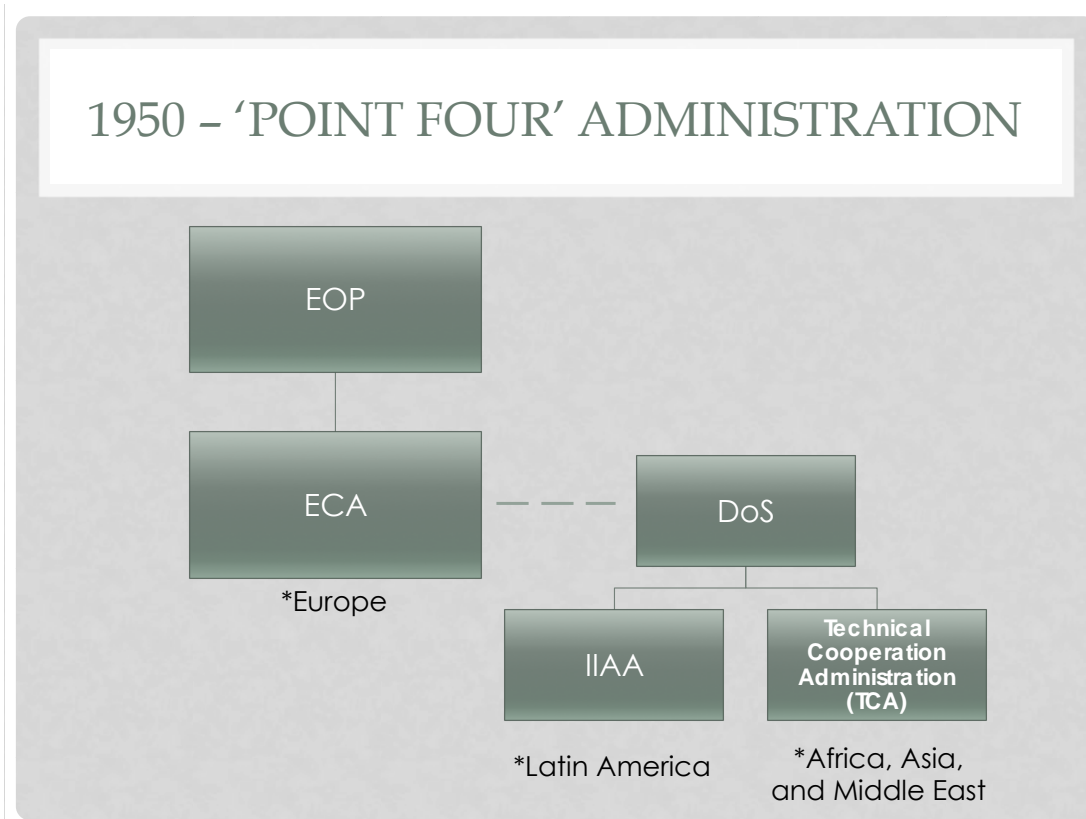 1950 – ‘POINT FOUR’ ADMINISTRATION
EOP
ECA
DoS
*Europe
IIAA
Technical
Cooperation
Administration
(TCA)
*Latin America
*Africa, Asia,
and Middle East